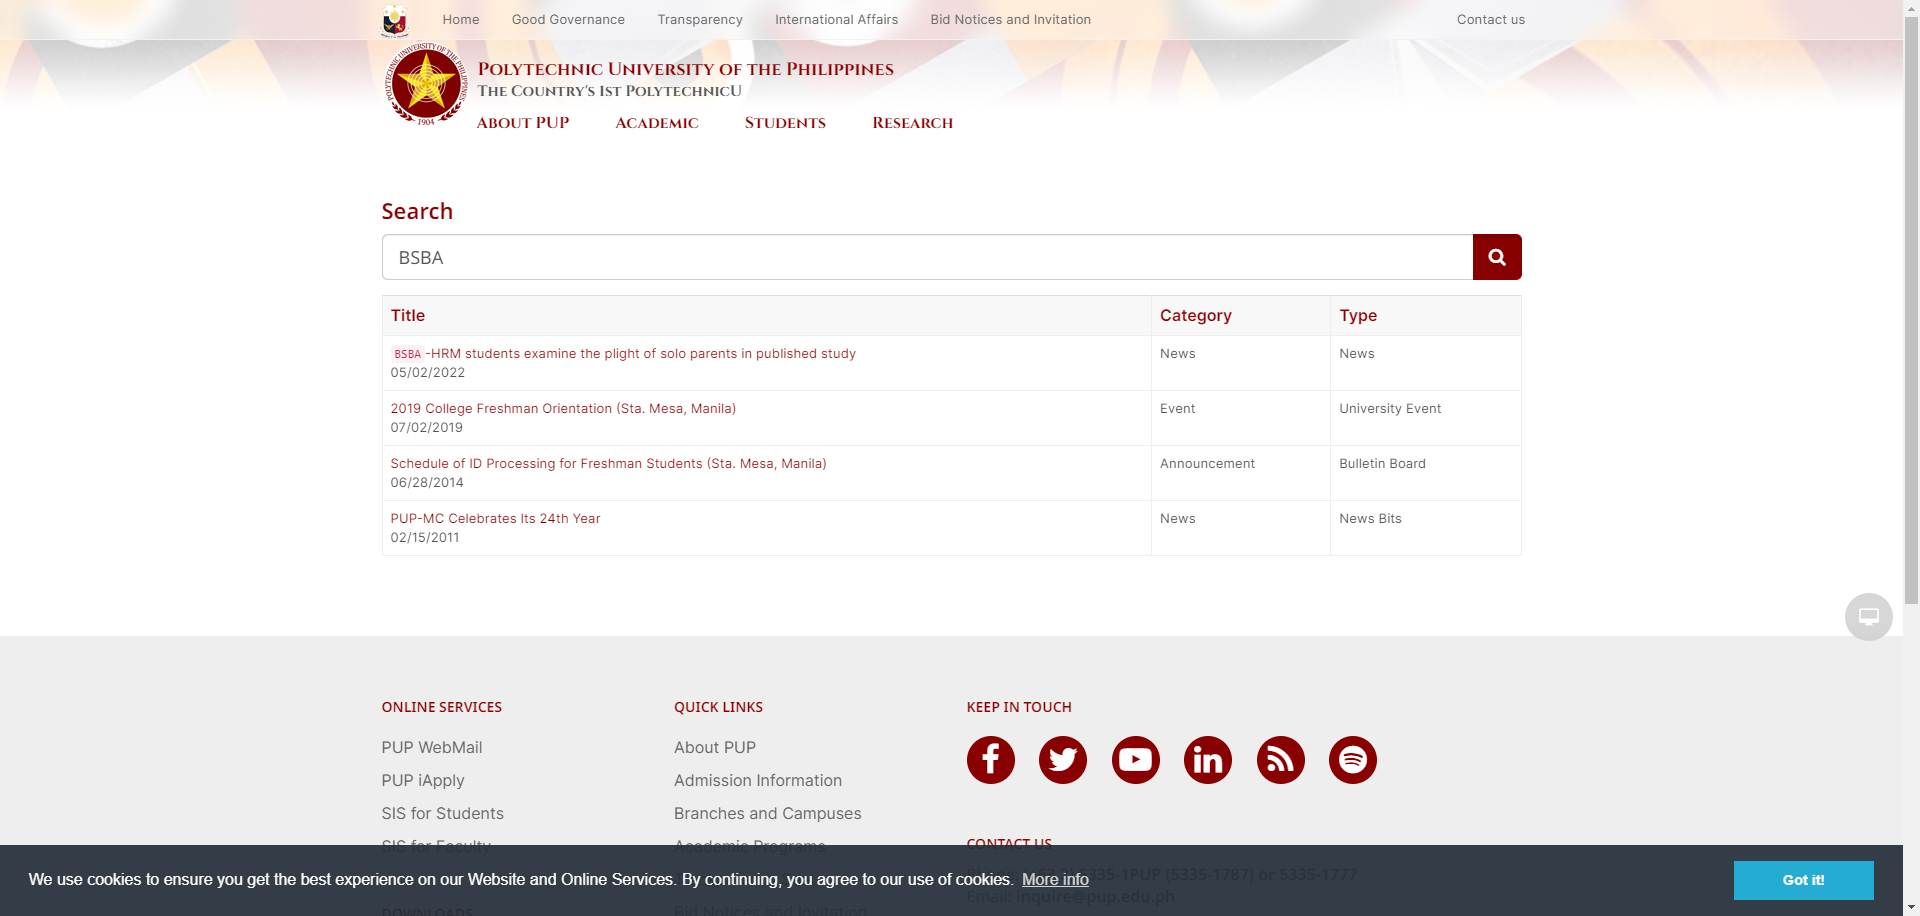 Home Good Governance Transparency International Affairs Bid Notices and Invitation Contact us
POLYTECHNIC UNIVERSITY OF THE PHILIPPINES
1904
Polytechnic University of the Philippines
The Country's 1st PolytechnicU
About PUP Academic Students Research
Search
BSBA
Title Category Type
BSBA-HRM students examine the plight of solo parents in published study News News
05/02/2022
2019 College Freshman Orientation (Sta. Mesa, Manila) Event University Event
07/02/2019
Schedule of ID Processing for Freshman Students (Sta. Mesa, Manila) Announcement Bulletin Board
06/28/2014
PUP-MC Celebrates Its 24th Year News News Bits
02/15/2011
ONLINE SERVICES QUICK LINKS KEEP IN TOUCH
PUP WebMail About PUP
PUP iApply Admission Information
SIS for Students Branches and Campuses
SIS for Faculty Academic Programs CONTACT US
5335-1PUP (5335-1787) or 5335-1777
We use cookies to ensure you get the best experience on our Website and Online Services. By continuing, you agree to our use of cookies. More info Got it!
Email: inquire@pup.edu.ph
DOWNLOADS Bid Notices and Invitation